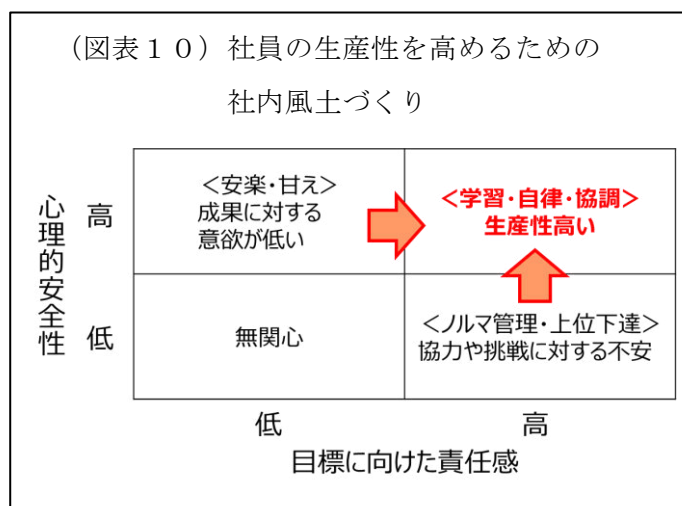 （図表１０）社員の生産性を高めるための
社内風土づくり
心理的安全性
高
＜安楽・甘え＞
成果に対する
意欲が低い
＜学習・自律・協調＞
生産性高い
低
無関心
＜ノルマ管理・上位下達＞
協力や挑戦に対する不安
低
高
目標に向けた責任感